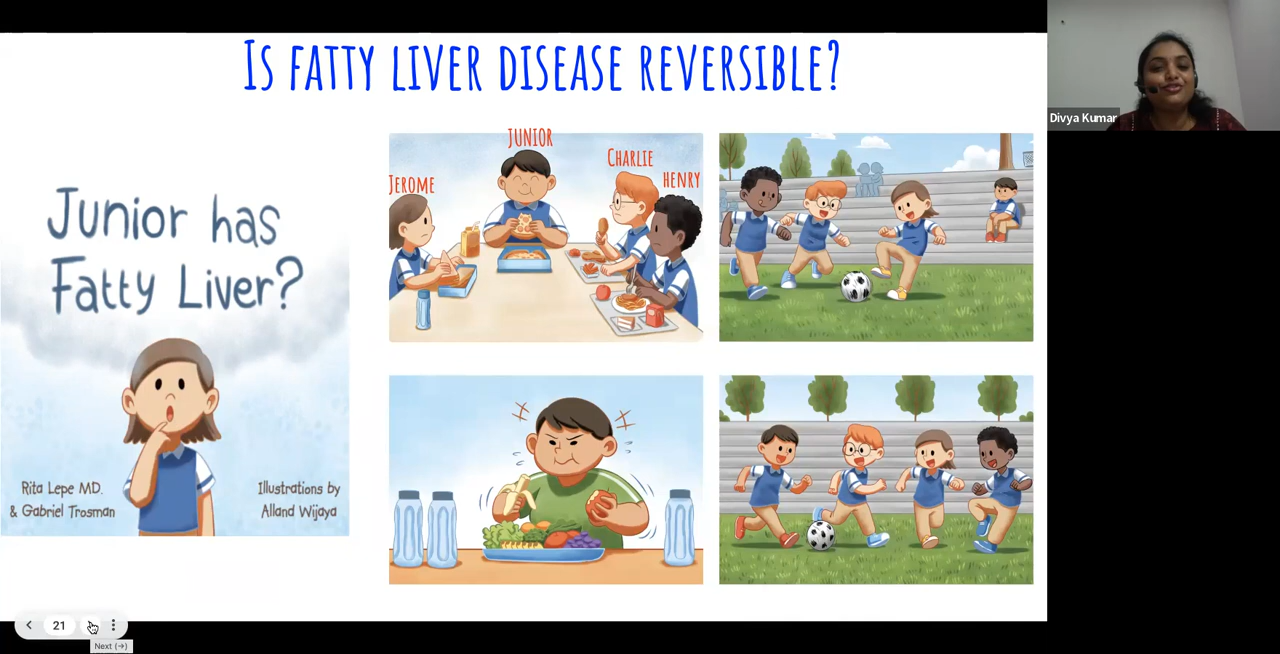 Is fatty liver disease reversible?
Junior has
Fatty Liver?
Rita Lepe MD.
& Gabriel Trosman
Illustrations by
Alland Wijaya
Jerome
Junior
Charlie
Henry
Divya Kumar
21
Next (→)